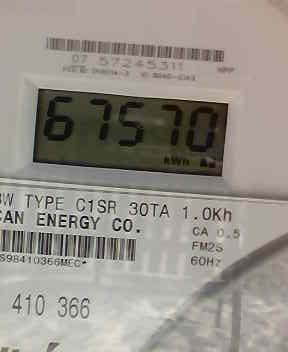 07 57245311
67570
kWh
TYPE C1SR 30TA 1.0Kh
CAN ENERGY CO.
CA 0.5
FM2S
60Hz
S98410366MEC*
410 366